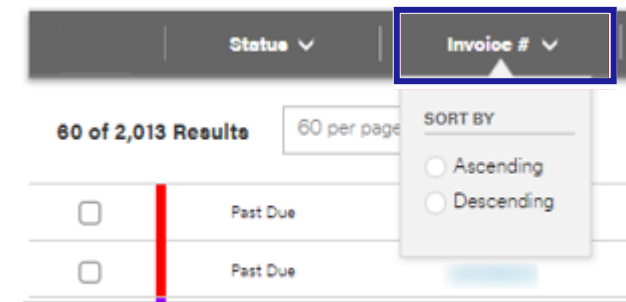 Status
Invoice #
60 of 2,013 Results
60 per page
SORT BY
Ascending
Descending
Past Due
Past Due